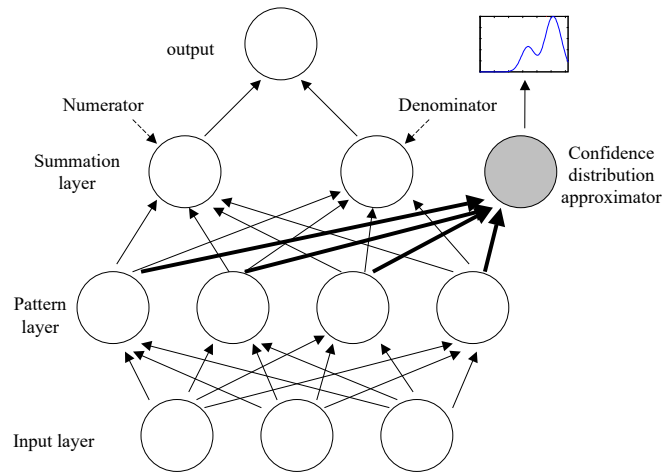 output
Numerator
Denominator
Summation
layer
Confidence
distribution
approximator
Pattern
layer
Input layer